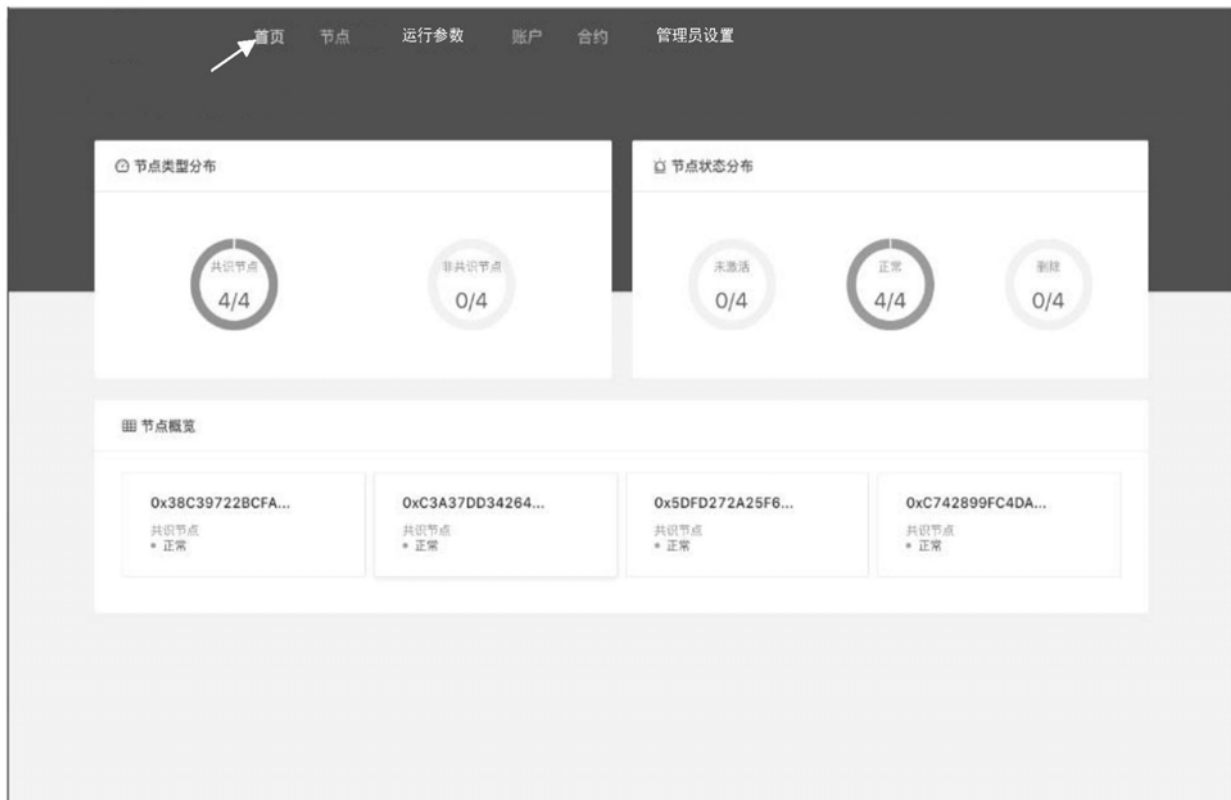 首页 节点 运行参数 账户 合约 管理员设置
节点类型分布
节点状态分布
共识节点 非共识节点
4/4 0/4
未激活 正常 删除
0/4 4/4 0/4
节点概览
0x38C39722BCFA... 0xC3A37DD34264... 0x5DFD272A25F6... 0xC742899FC4DA...
共识节点 共识节点 共识节点 共识节点
正常 正常 正常 正常